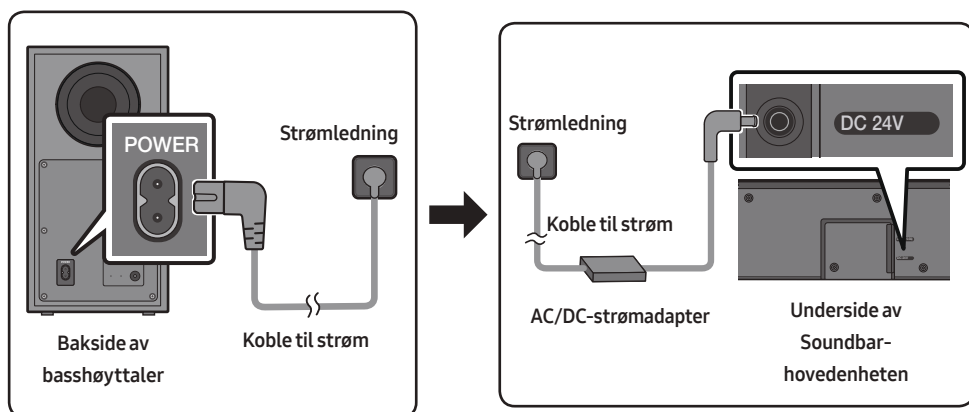 POWER
Strømledning
Koble til strøm
Bakside av
basshøyttaler
DC 24V
Strømledning
Koble til strøm
AC/DC-strømadapter
Underside av
Soundbar-
hovedenheten